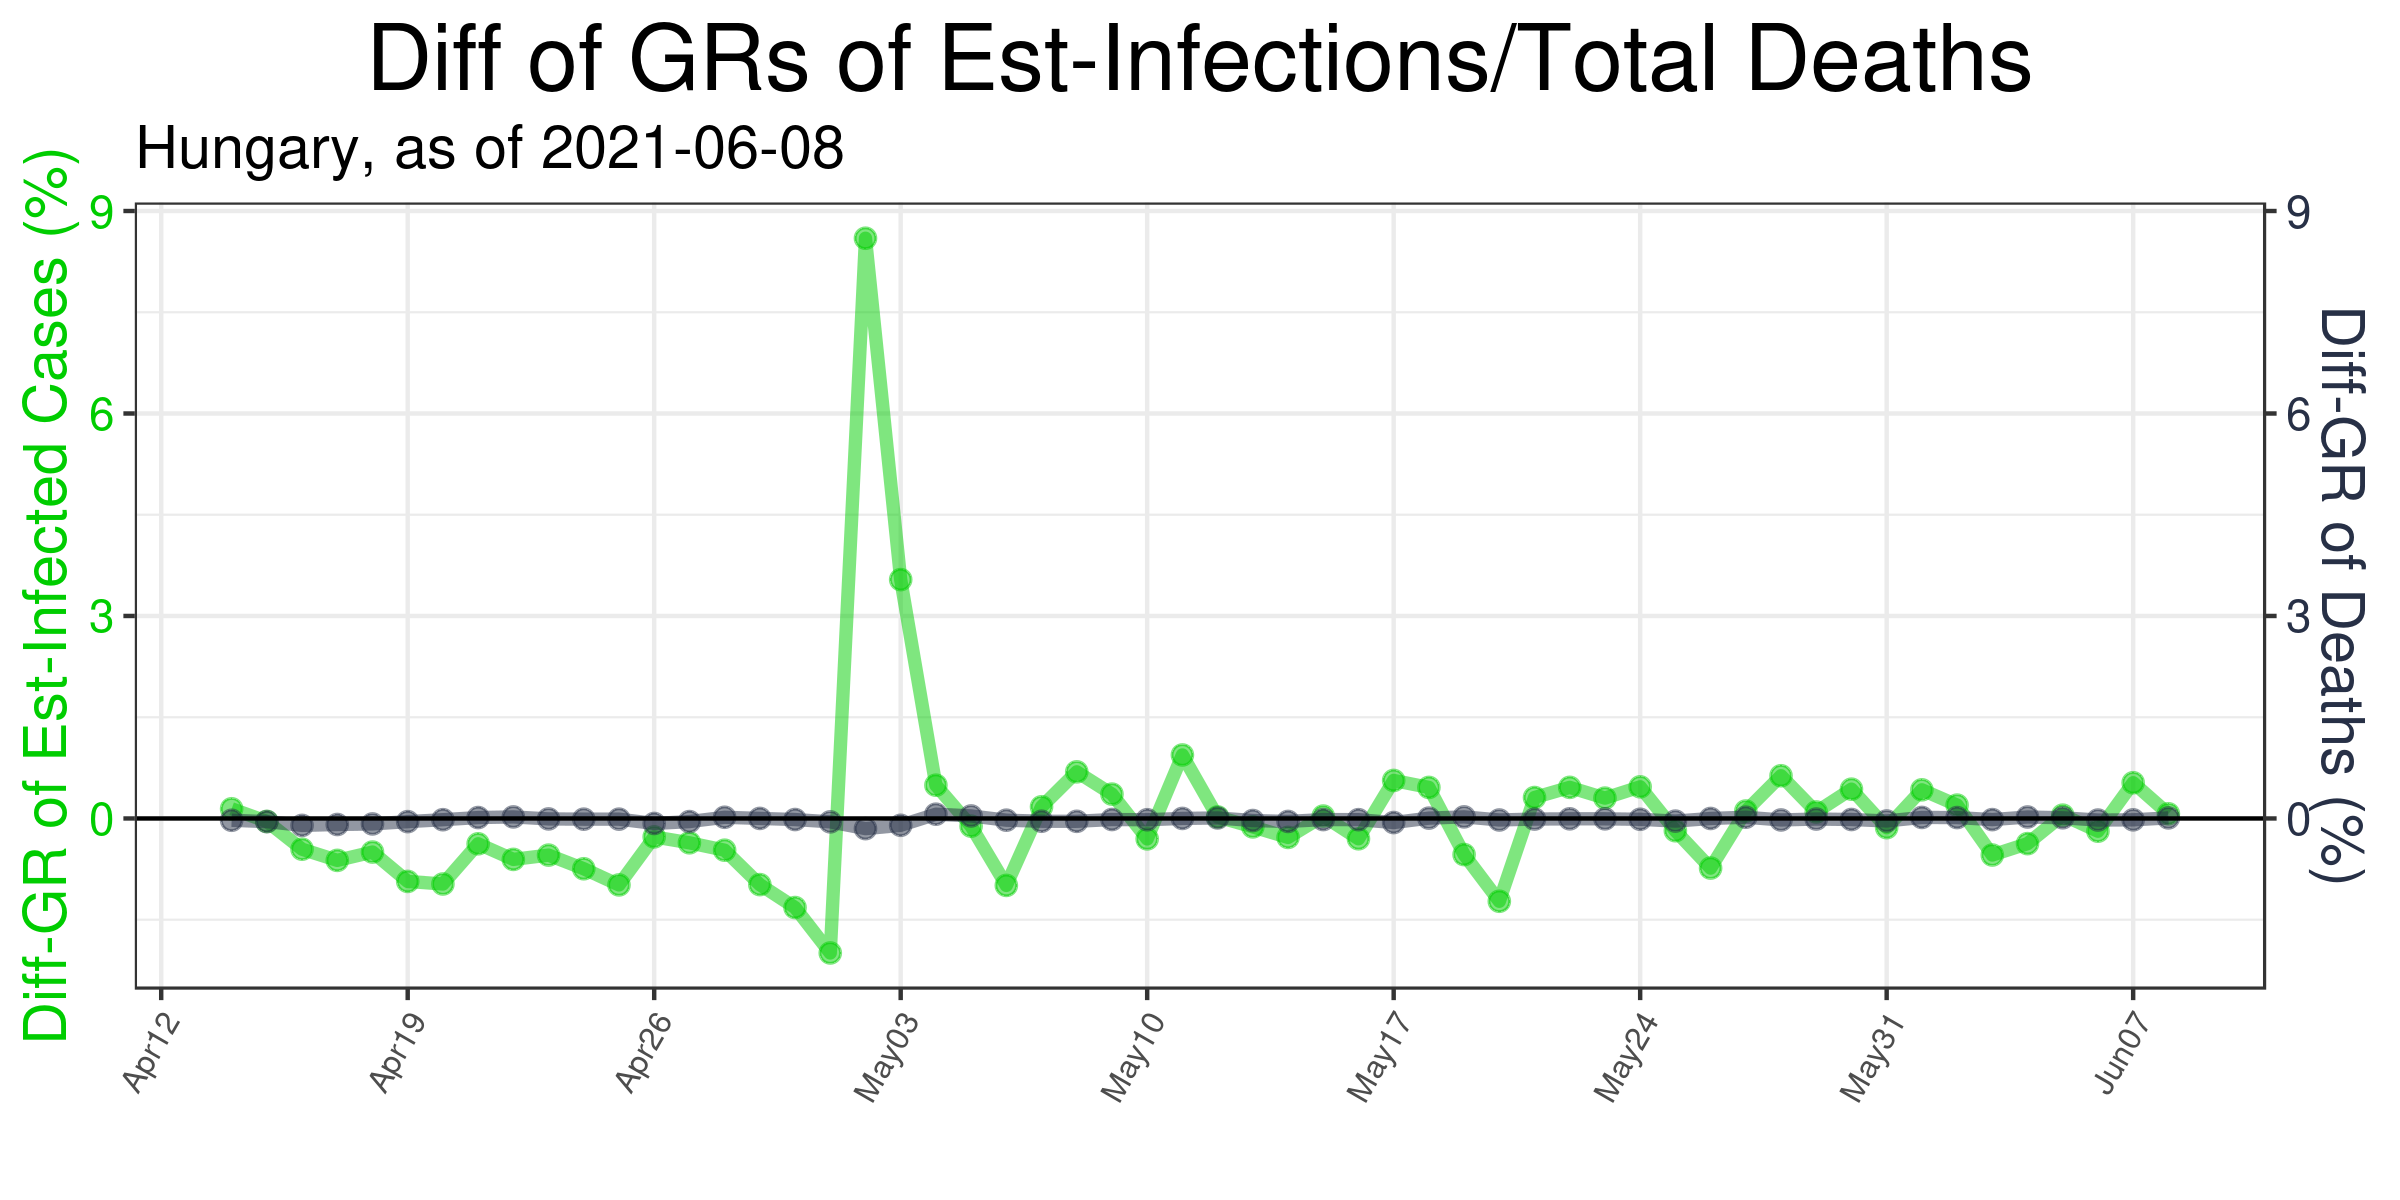 Diff of GRs of Est-Infections/Total Deaths
Hungary, as of 2021-06-08
Diff-GR of Est-Infected Cases (%)
9
6
3
0
9
6
3
0
Diff-GR of Deaths (%)
Apr12
Apr19
Apr26
May03
May10
May17
May24
May31
Jun07